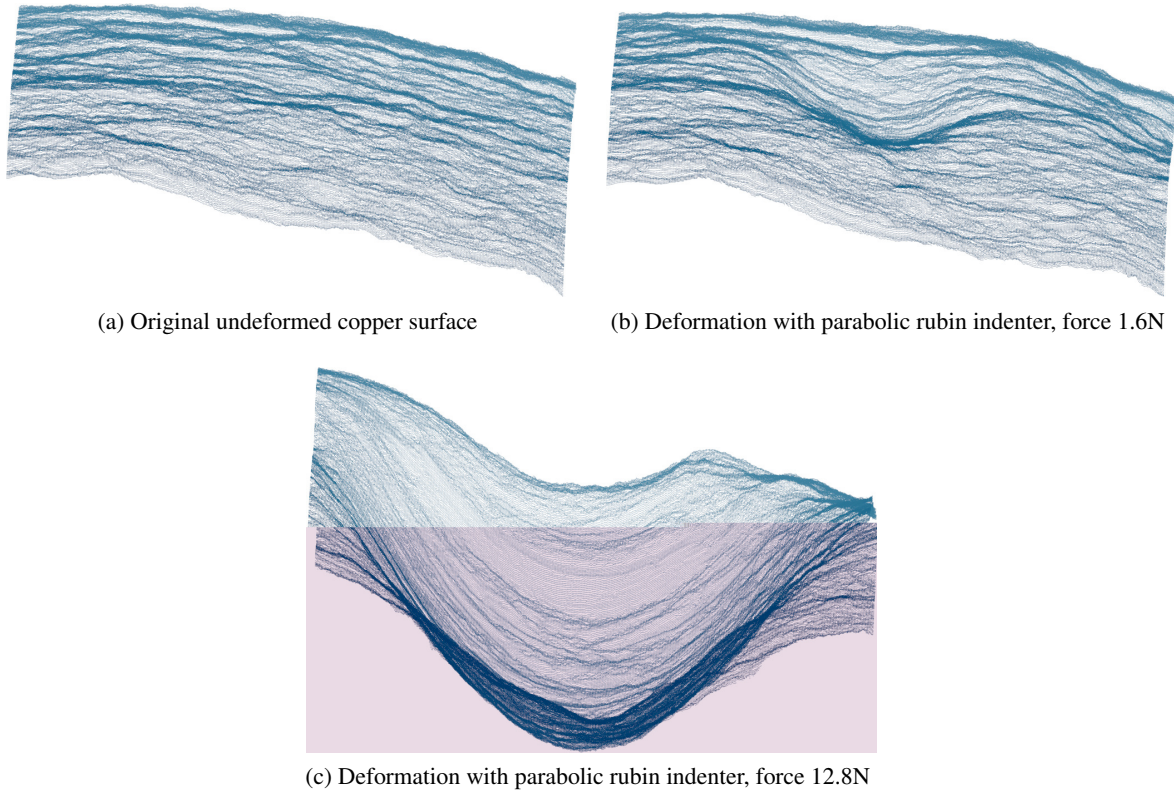 (a) Original undeformed copper surface
(b) Deformation with parabolic rubin indenter, force 1.6N
(c) Deformation with parabolic rubin indenter, force 12.8N